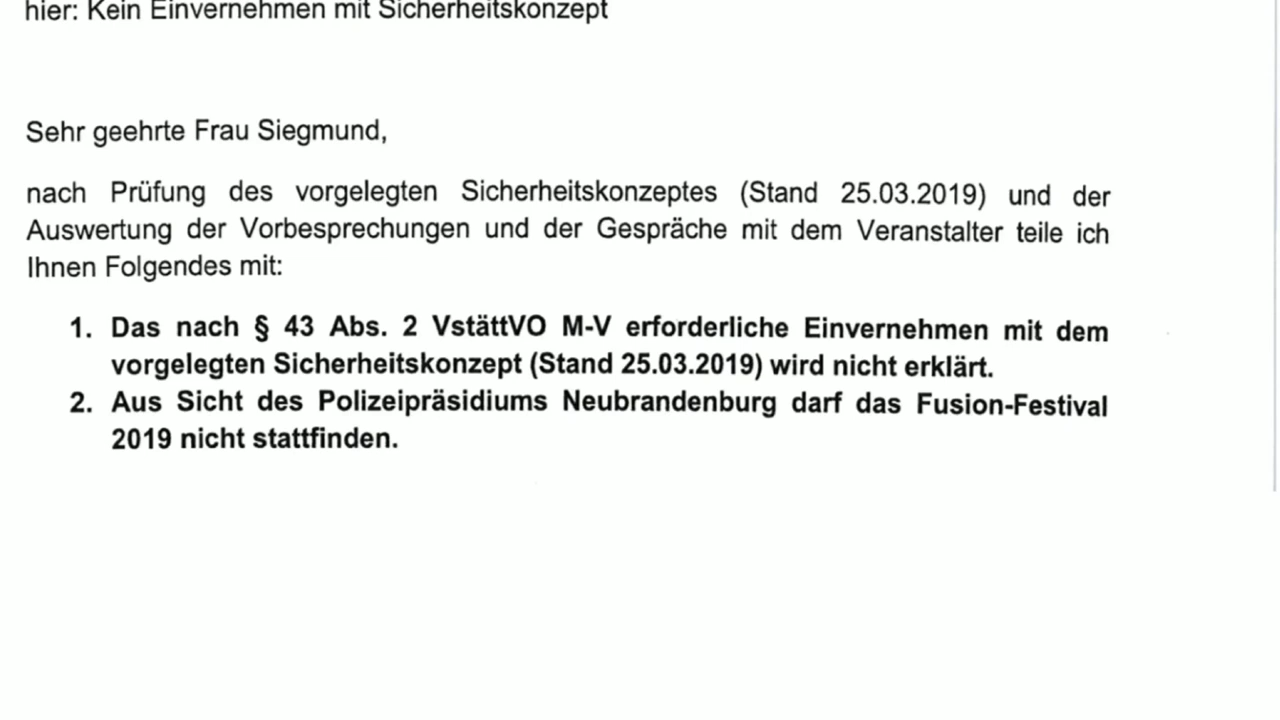 hier: Kein Einvernehmen mit Sicherheitskonzept
Sehr geehrte Frau Siegmund,
nach Prüfung des vorgelegten Sicherheitskonzeptes (Stand 25.03.2019) und der
Auswertung der Vorbesprechungen und der Gespräche mit dem Veranstalter teile ich
Ihnen Folgendes mit:
1. Das nach § 43 Abs. 2 VstättVO M-V erforderliche Einvernehmen mit dem
vorgelegten Sicherheitskonzept (Stand 25.03.2019) wird nicht erklärt.
2. Aus Sicht des Polizeipräsidiums Neubrandenburg darf das Fusion-Festival
2019 nicht stattfinden.